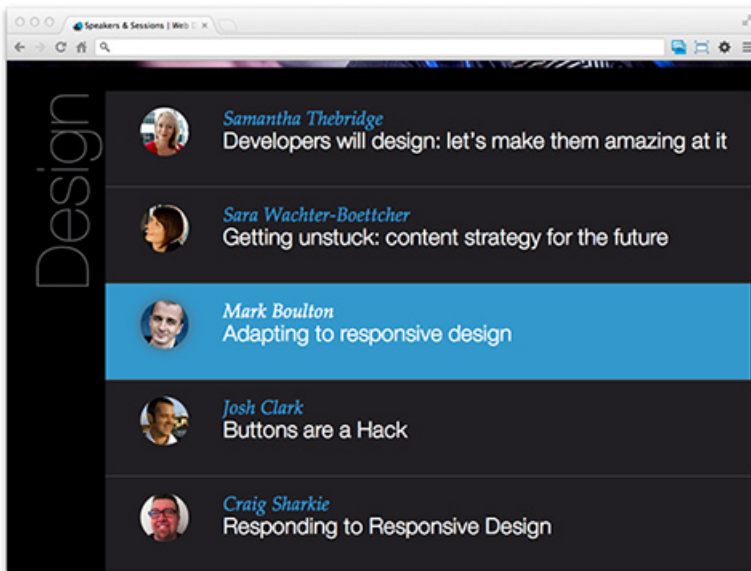 Speakers & Sessions | Web D
Design
Samantha Thebridge
Developers will design: let's make them amazing at it
Sara Wachter-Boettcher
Getting unstuck: content strategy for the future
Mark Boulton
Adapting to responsive design
Josh Clark
Buttons are a Hack
Craig Sharkie
Responding to Responsive Design